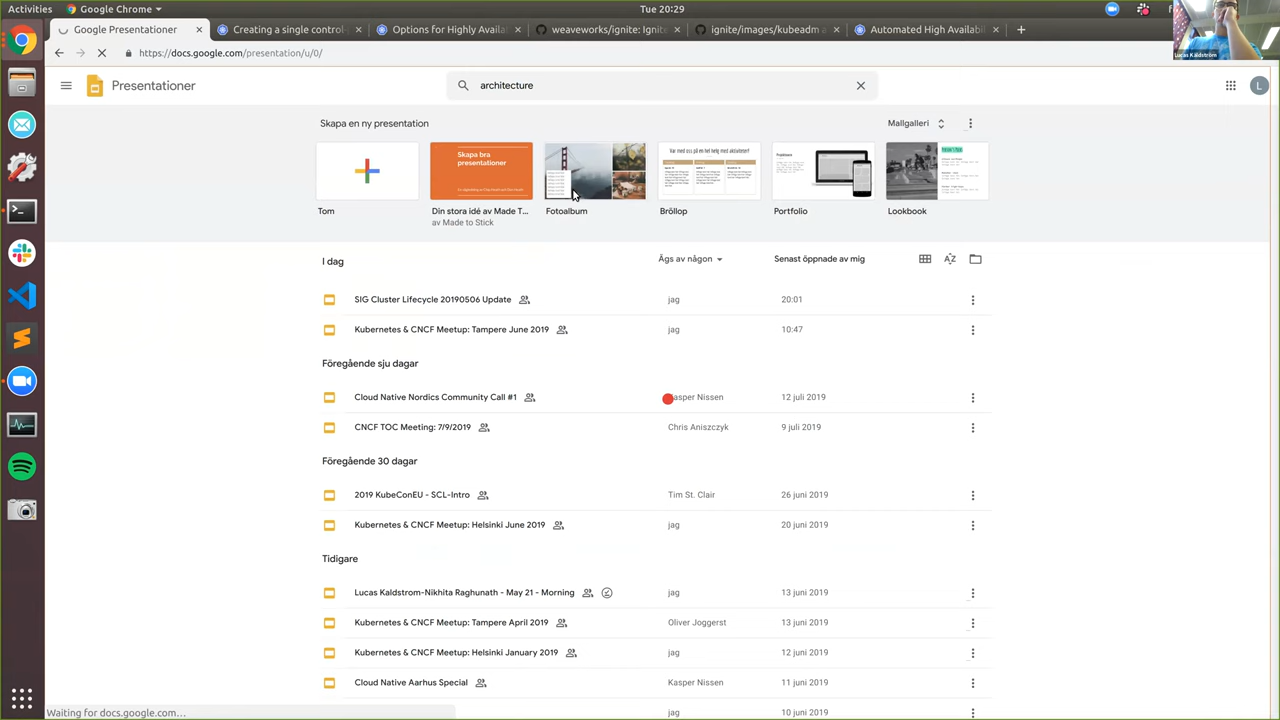 Activities Google Chrome Tue 20:29
Google Presentationer Creating a single control- Options for Highly Availa weaveworks/ignite: Ignite ignite/images/kubeadm a Automated High Availabili
https://docs.google.com/presentation/u/0/
Lucas Käldström
Presentationer architecture L
Skapa en ny presentation Mallgalleri
Skapa bra
presentationer
Tom Din stora idé av Made T... Fotoalbum Bröllop Portfolio Lookbook
av Made to Stick
I dag Ägs av någon Senast öppnade av mig
SIG Cluster Lifecycle 20190506 Update jag 20:01
Kubernetes & CNCF Meetup: Tampere June 2019 jag 10:47
Föregående sju dagar
Cloud Native Nordics Community Call #1 asper Nissen 12 juli 2019
CNCF TOC Meeting: 7/9/2019 Chris Aniszczyk 9 juli 2019
Föregående 30 dagar
2019 KubeConEU - SCL-Intro Tim St. Clair 26 juni 2019
Kubernetes & CNCF Meetup: Helsinki June 2019 jag 20 juni 2019
Tidigare
Lucas Kaldstrom-Nikhita Raghunath - May 21 - Morning jag 13 juni 2019
Kubernetes & CNCF Meetup: Tampere April 2019 Oliver Joggerst 13 juni 2019
Kubernetes & CNCF Meetup: Helsinki January 2019 jag 12 juni 2019
Cloud Native Aarhus Special Kasper Nissen 11 juni 2019
jag 10 juni 2019
Waiting for docs.google.com...